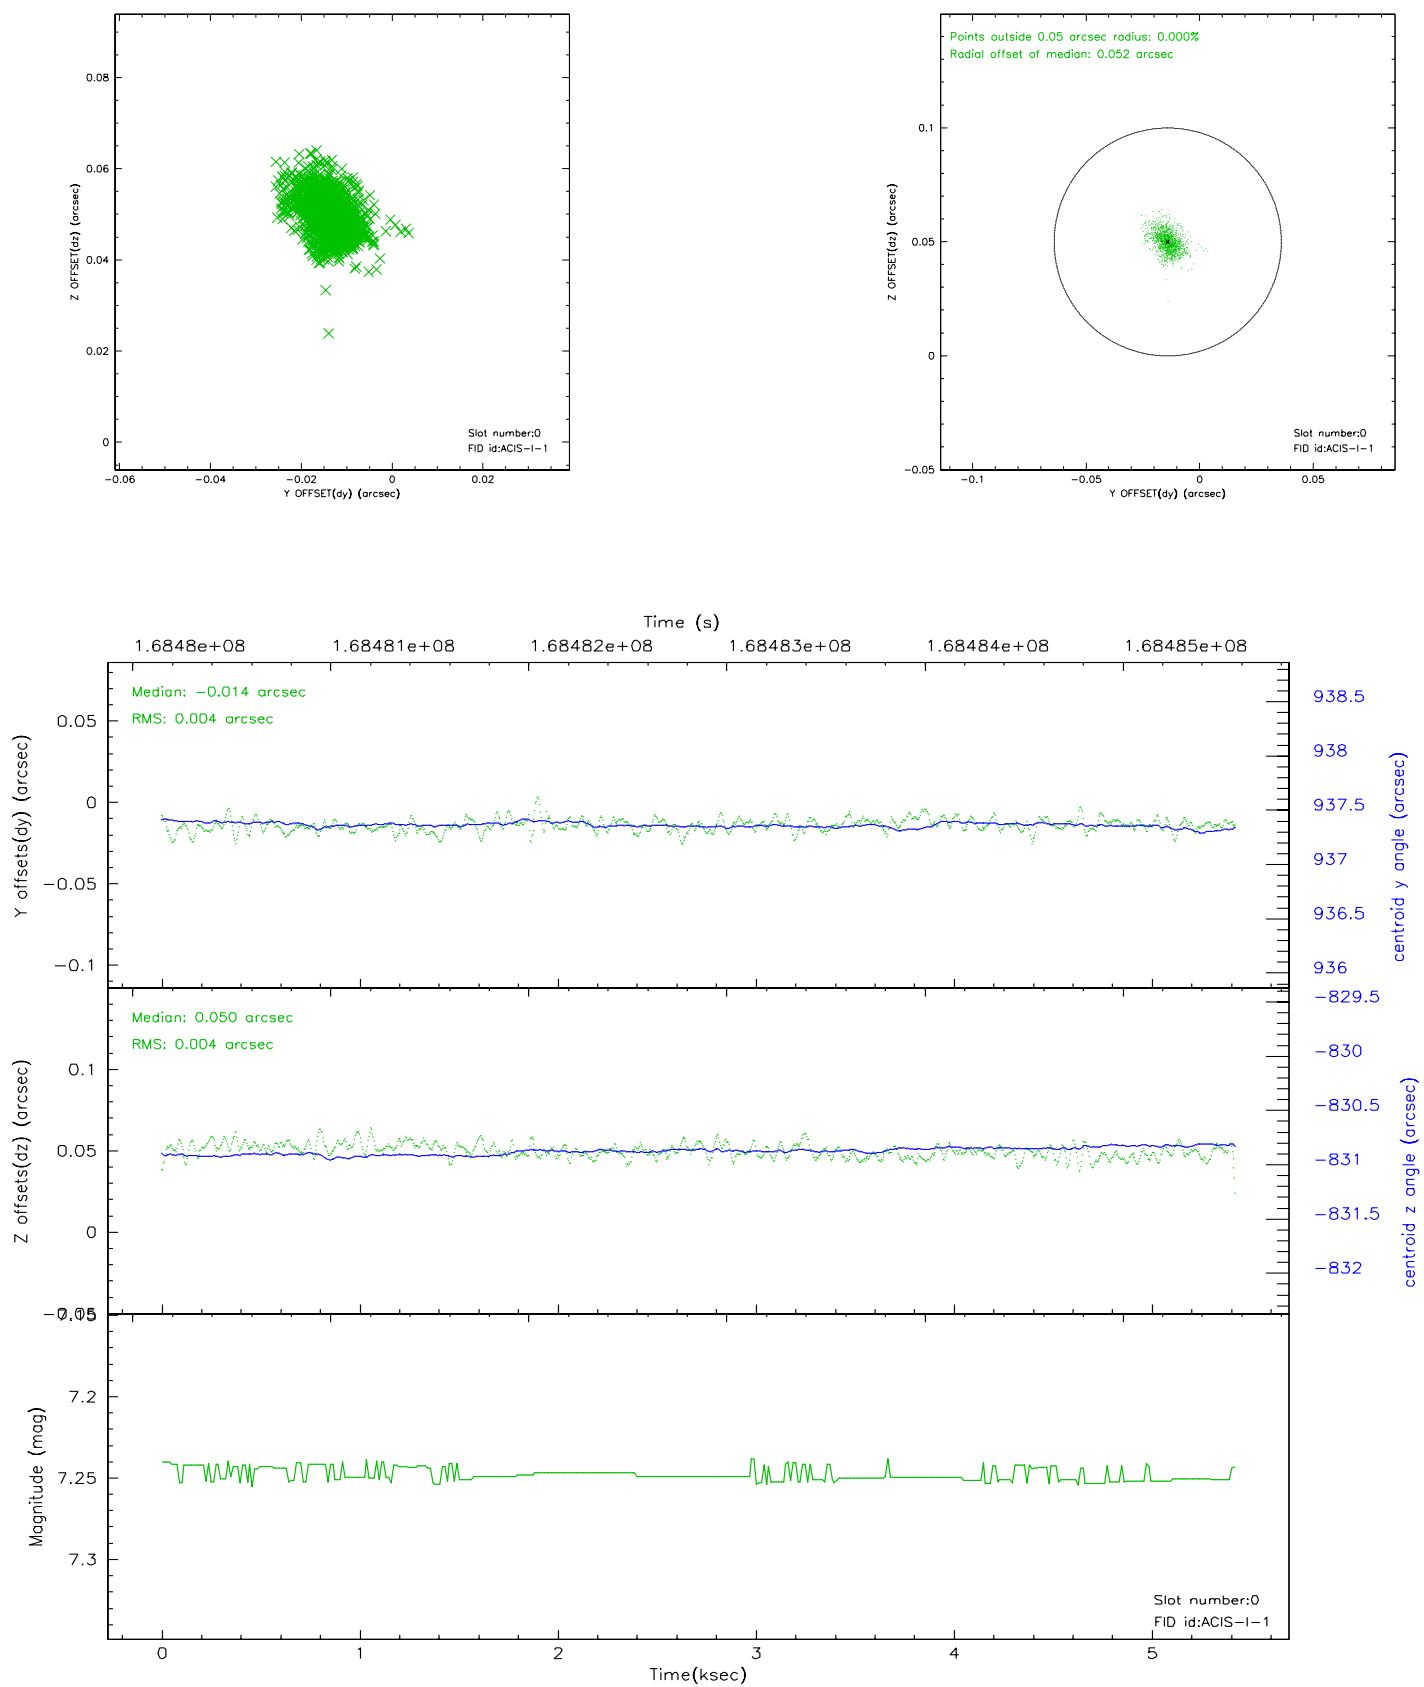 0.08
0.06
0.04
0.02
0
Z OFFSET(dz) (arcsec)
Slot number:0
FID id:ACIS-I-1
-0.06 -0.04 -0.02 0 0.02
Y OFFSET(dy) (arcsec)
Points outside 0.05 arcsec radius: 0.000%
Radial offset of median: 0.052 arcsec
0.1
0.05
0
-0.05
Z OFFSET(dz) (arcsec)
Slot number:0
FID id:ACIS-I-1
-0.1 -0.05 0 0.05
Y OFFSET(dy) (arcsec)
Time (s)
1.6848e+08 1.68481e+08 1.68482e+08 1.68483e+08 1.68484e+08 1.68485e+08
Median: -0.014 arcsec
RMS: 0.004 arcsec
0.05
0
-0.05
-0.1
Y offsets(dy) (arcsec)
938.5
938
937.5
937
936.5
936
centroid y angle (arcsec)
Median: 0.050 arcsec
RMS: 0.004 arcsec
0.1
0.05
0
-0.05
Z offsets(dz) (arcsec)
-829.5
-830
-830.5
-831
-831.5
-832
centroid z angle (arcsec)
7.15
7.2
7.25
7.3
Magnitude (mag)
Slot number:0
FID id:ACIS-I-1
0 1 2 3 4 5
Time(ksec)